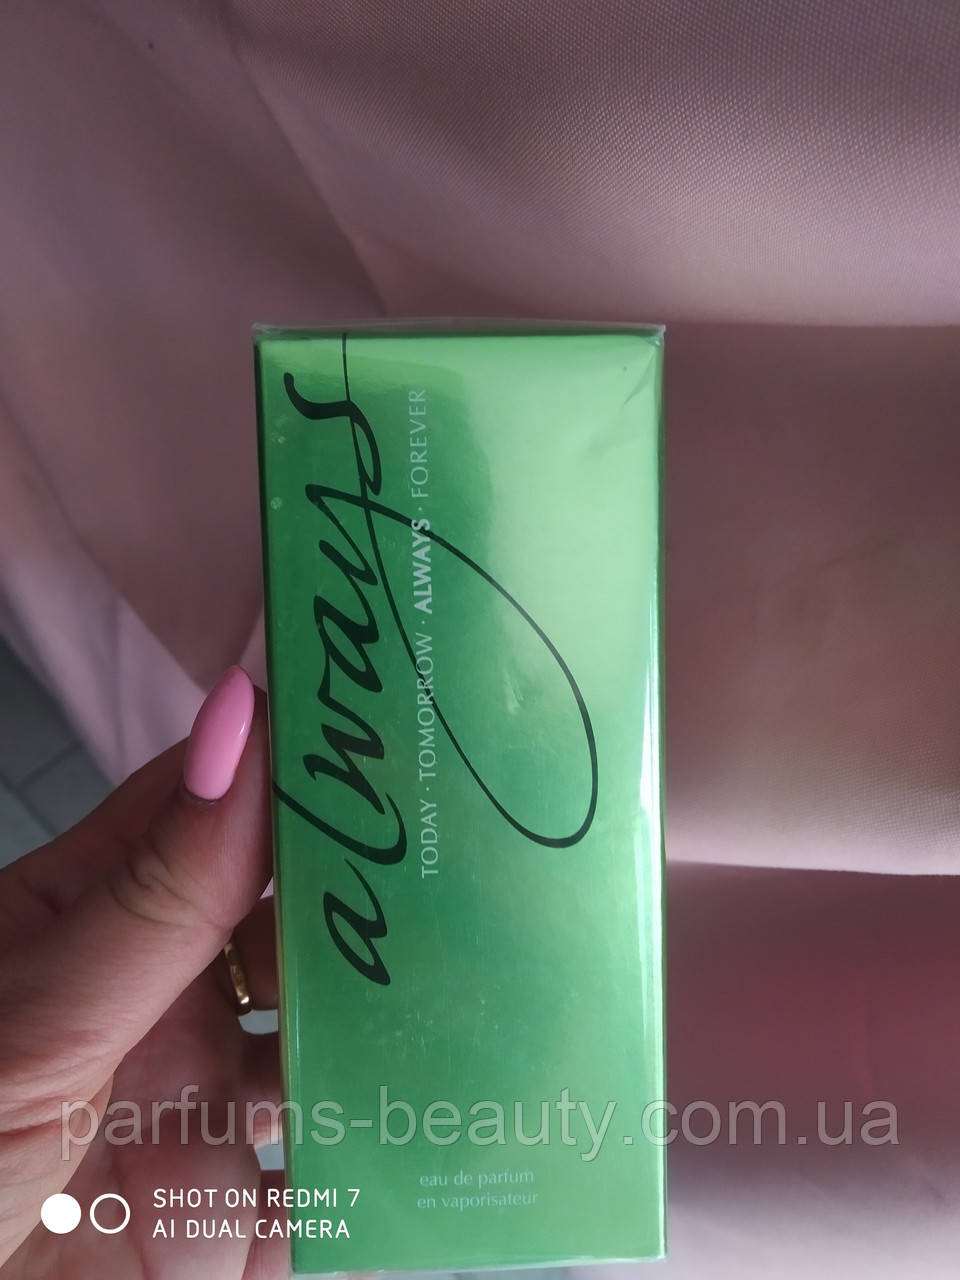 always
TODAY · TOMORROW · ALWAYS · FOREVER
parfums-beauty.com.ua
eau de parfum
en vaporisateur
SHOT ON REDMI 7
AI DUAL CAMERA